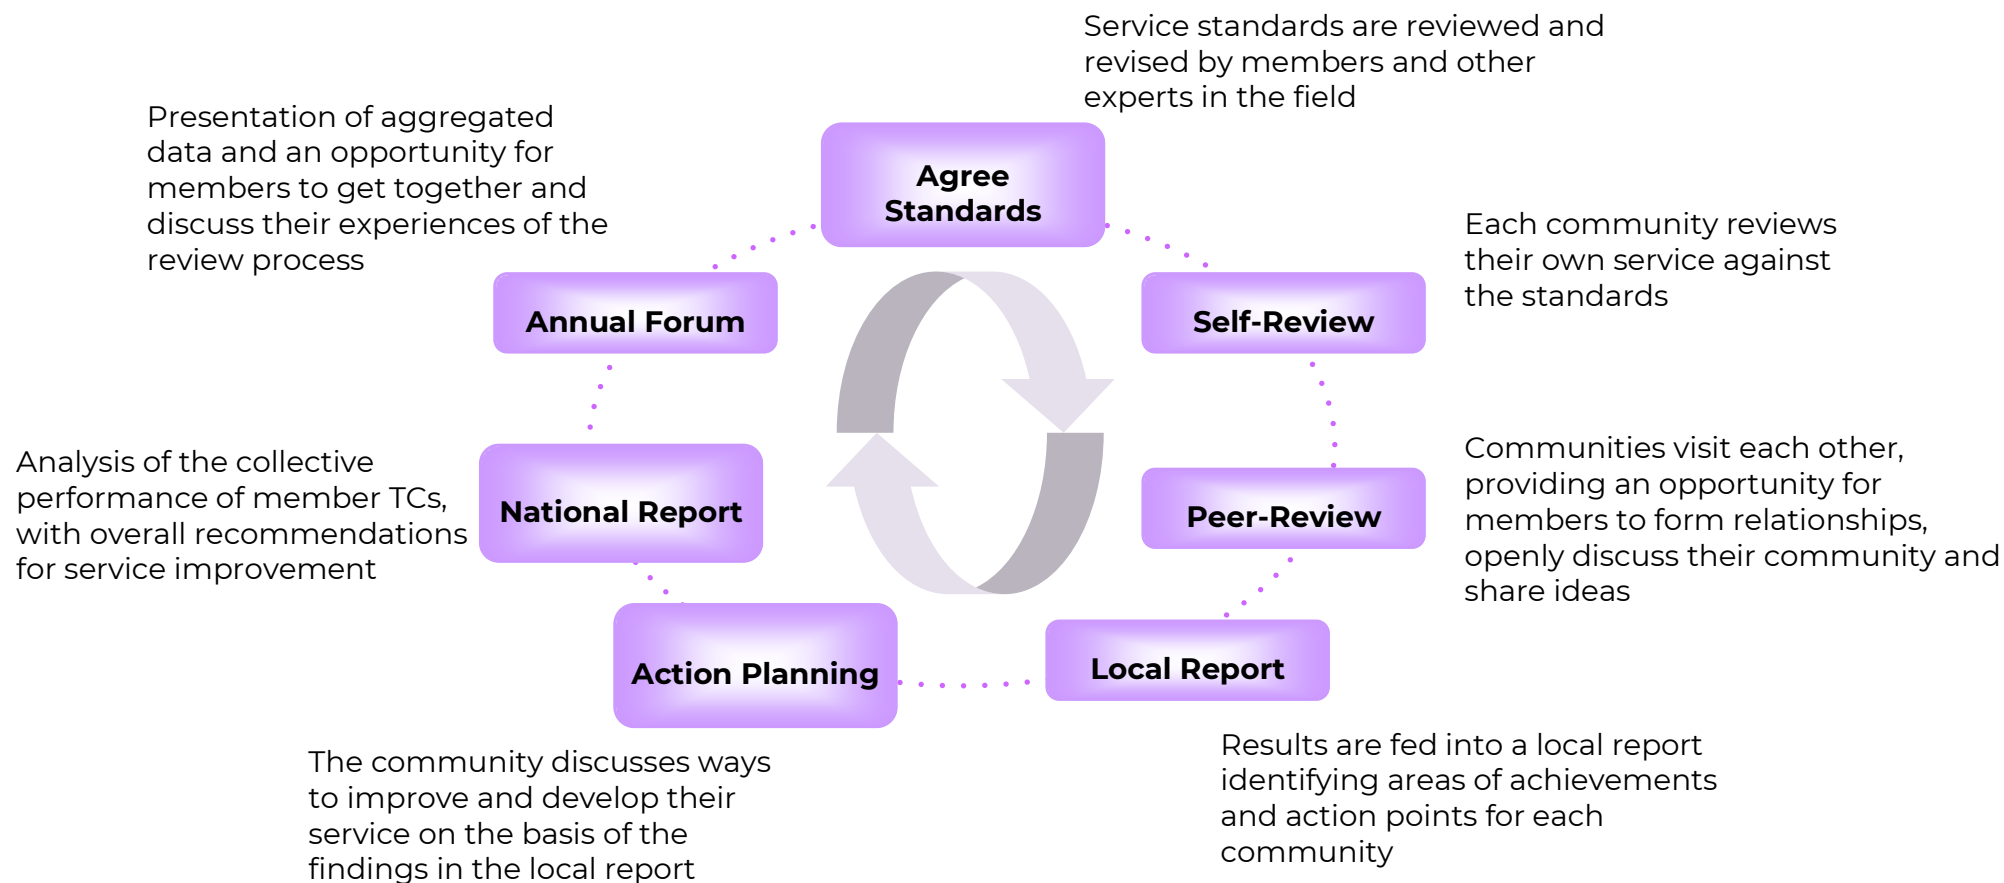 Service standards are reviewed and
revised by members and other
experts in the field
Agree
Standards
Each community reviews
their own service against
the standards
Self-Review
Communities visit each other,
providing an opportunity for
members to form relationships,
openly discuss their community and
share ideas
Peer-Review
Local Report
Results are fed into a local report
identifying areas of achievements
and action points for each
community
Action Planning
The community discusses ways
to improve and develop their
service on the basis of the
findings in the local report
National Report
Analysis of the collective
performance of member TCs,
with overall recommendations
for service improvement
Annual Forum
Presentation of aggregated
data and an opportunity for
members to get together and
discuss their experiences of the
review process